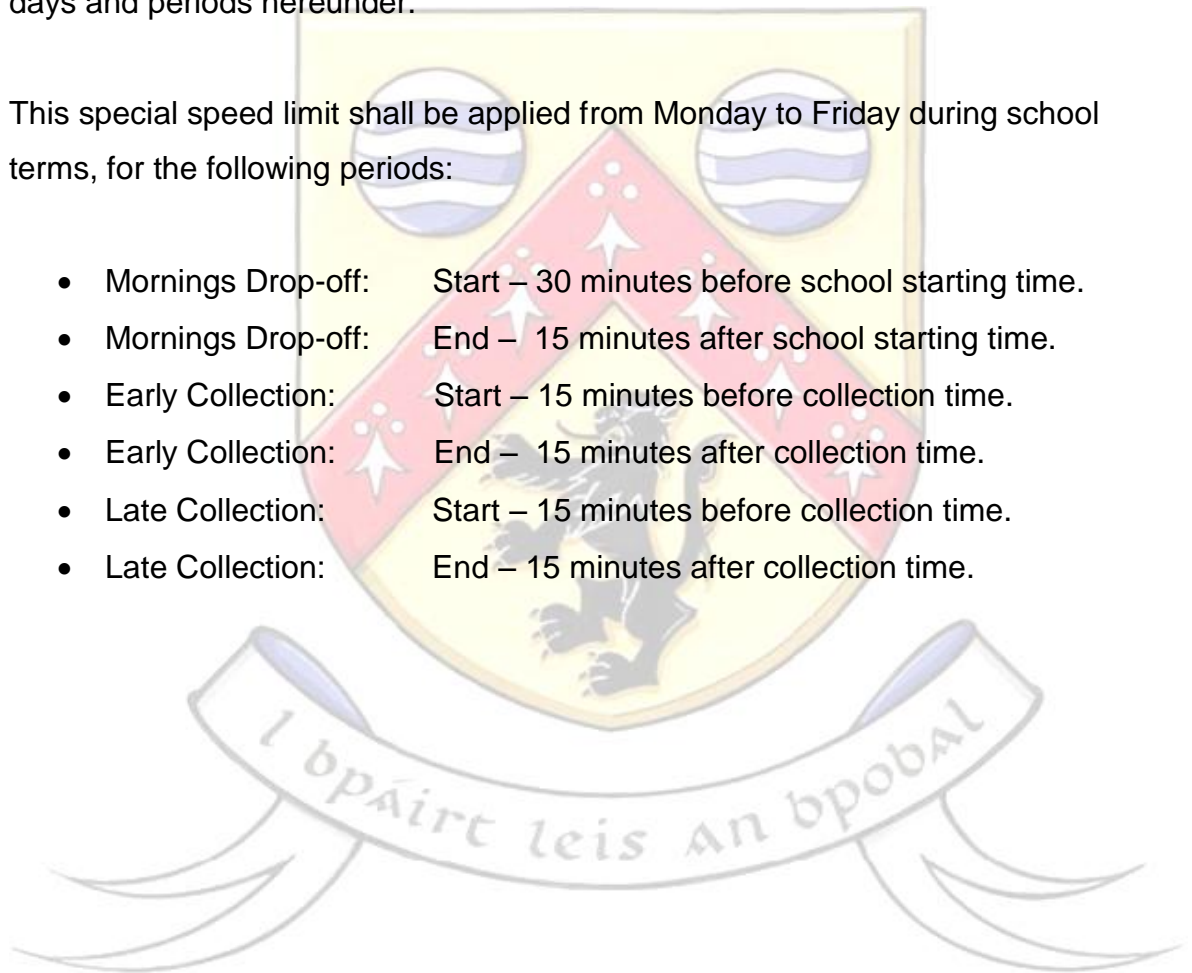 days and periods hereunder.
This special speed limit shall be applied from Monday to Friday during school
terms, for the following periods:
• Mornings Drop-off: Start – 30 minutes before school starting time.
• Mornings Drop-off: End – 15 minutes after school starting time.
• Early Collection: Start – 15 minutes before collection time.
• Early Collection: End – 15 minutes after collection time.
• Late Collection: Start – 15 minutes before collection time.
• Late Collection: End – 15 minutes after collection time.
I bpáirt leis an bpobal